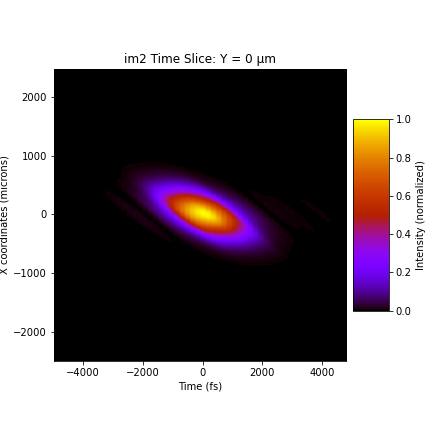 im2 Time Slice: Y = 0 μm
X coordinates (microns)
2000
1000
0
−1000
−2000
−4000 −2000 0 2000 4000
Time (fs)
1.0
0.8
0.6
0.4
0.2
0.0
Intensity (normalized)